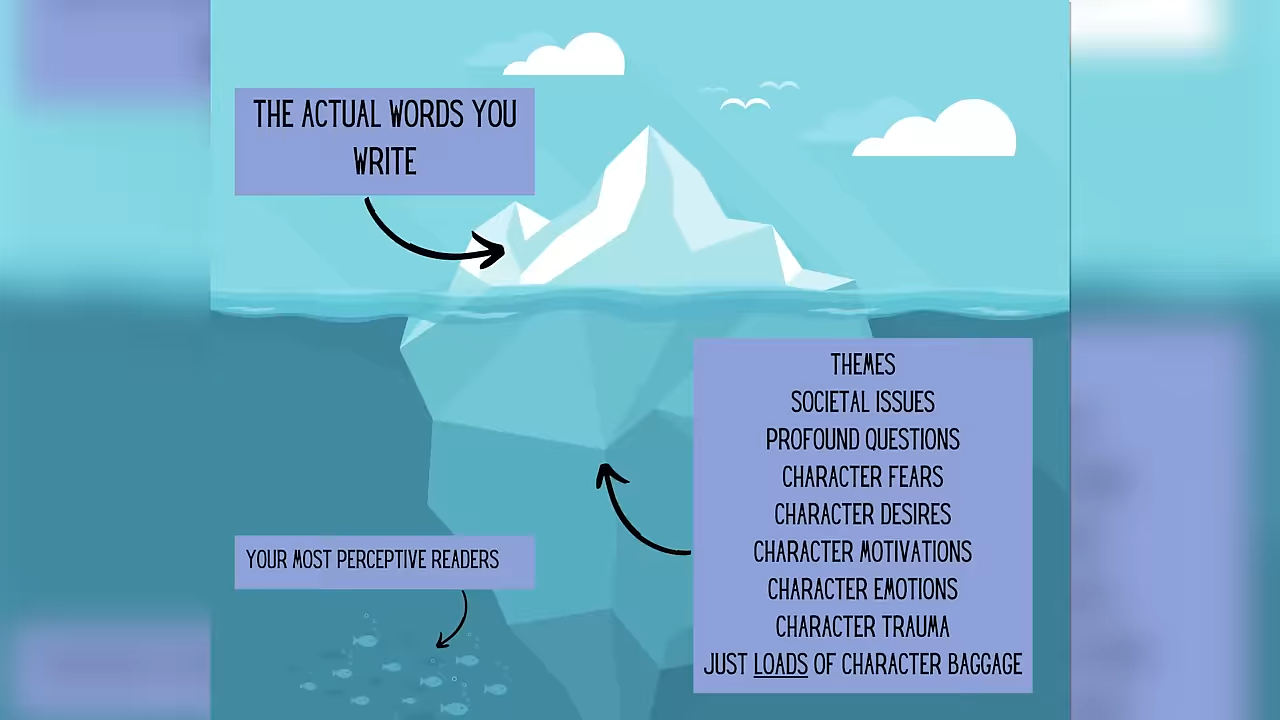 THE ACTUAL WORDS YOU
WRITE
THEMES
SOCIETAL ISSUES
PROFOUND QUESTIONS
CHARACTER FEARS
CHARACTER DESIRES
CHARACTER MOTIVATIONS
CHARACTER EMOTIONS
CHARACTER TRAUMA
JUST LOADS OF CHARACTER BAGGAGE
YOUR MOST PERCEPTIVE READERS